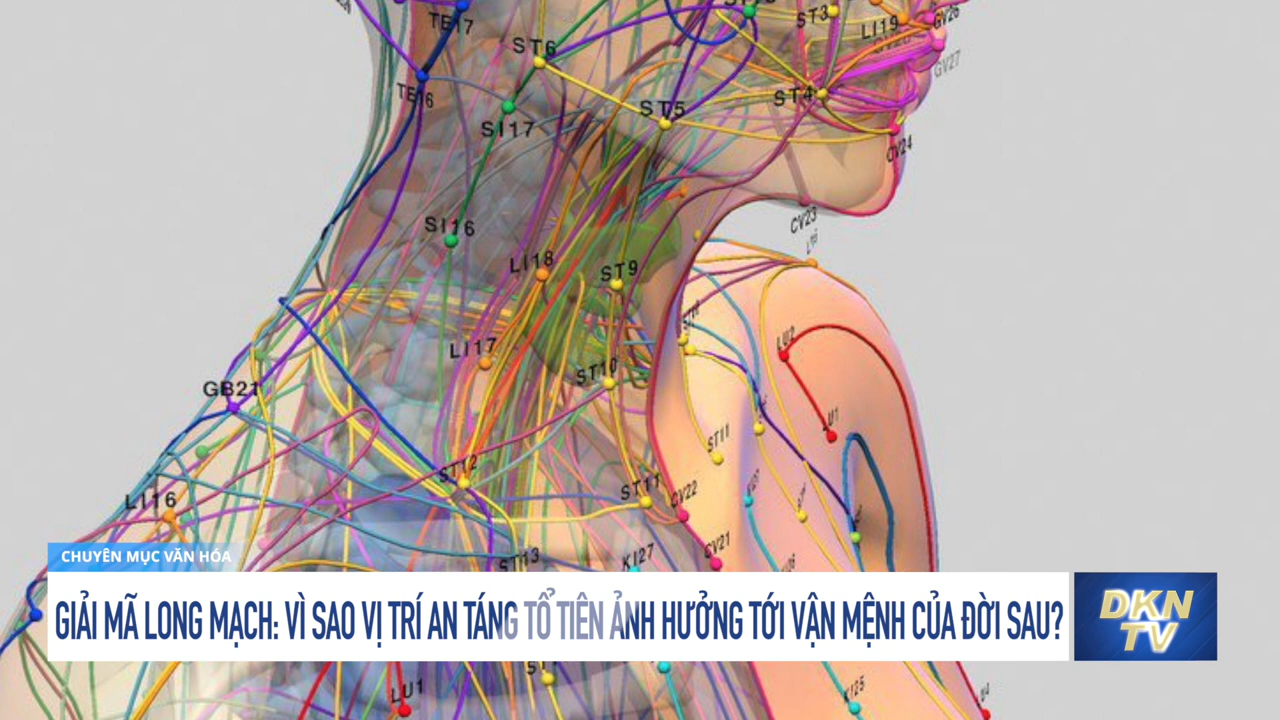 TE17
ST6
ST3
LI19
GV26
GV27
TE16
SI17
ST5
ST4
CV24
SI16
CV23
LI18
ST9
LI17
ST10
LU2
GB21
LU1
ST11
ST12
LI16
ST11
CV22
CV21
ST13
KI27
CHUYÊN MỤC VĂN HÓA
GIẢI MÃ LONG MẠCH: VÌ SAO VỊ TRÍ AN TÁNG TỔ TIÊN ẢNH HƯỞNG TỚI VẬN MỆNH CỦA ĐỜI SAU?
DKN
TV
LU1
KI25